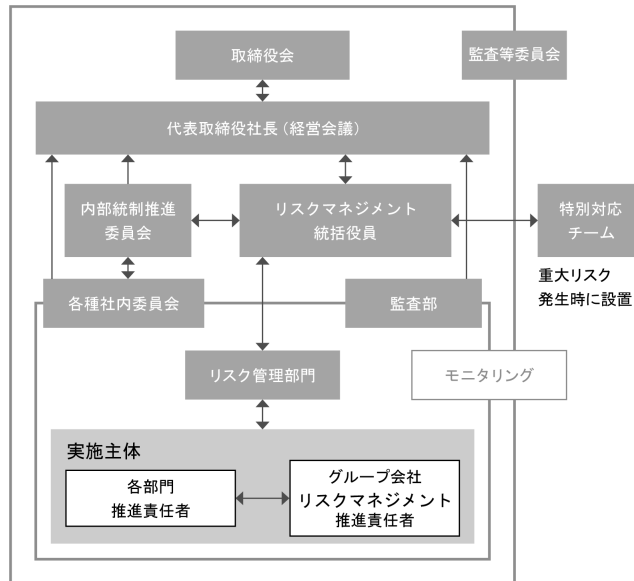 取締役会
監査等委員会
代表取締役社長（経営会議）
内部統制推進
委員会
リスクマネジメント
統括役員
特別対応
チーム
重大リスク
発生時に設置
各種社内委員会
監査部
リスク管理部門
モニタリング
実施主体
各部門
推進責任者
グループ会社
リスクマネジメント
推進責任者